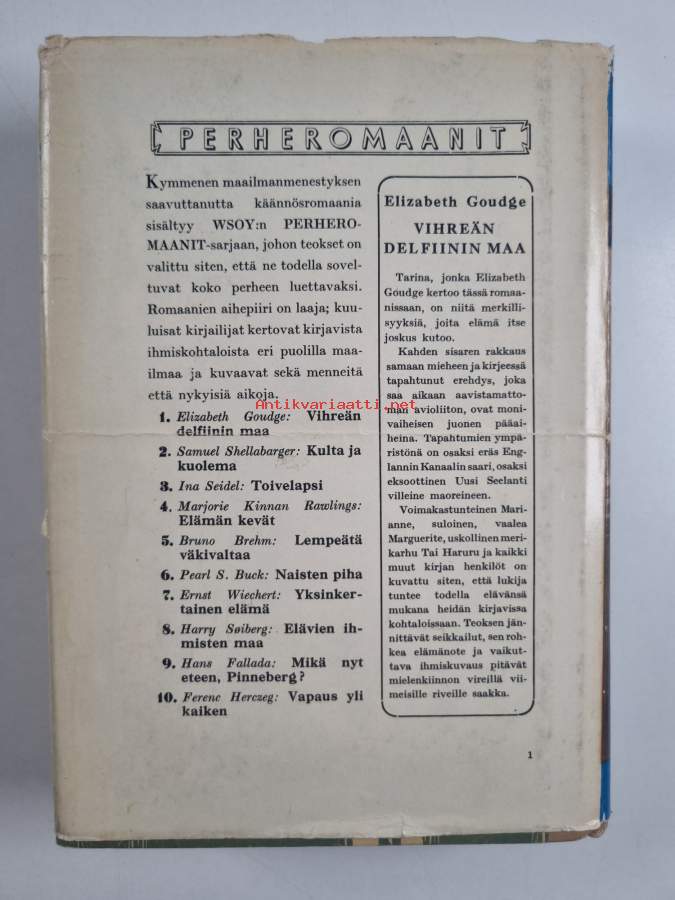 PERHEROMAANIT
Kymmenen maailmanmenestyksen
saavuttanutta käännösromaania
sisältyy WSOY:n PERHERO-
MAANIT-sarjaan, johon teokset on
valittu siten, että ne todella sovel-
tuvat koko perheen luettavaksi.
Romaanien aihepiiri on laaja; kuu-
luisat kirjailijat kertovat kirjavista
ihmiskohtaloista eri puolilla maa-
ilmaa ja kuvaavat sekä menneitä
että nykyisiä aikoja.
1. Elizabeth Goudge: Vihreän
delfiinin maa
2. Samuel Shellabarger: Kulta ja
kuolema
3. Ina Seidel: Toivelapsi
4. Marjorie Kinnan Rawlings:
Elämän kevät
5. Bruno Brehm: Lempeätä
väkivaltaa
6. Pearl S. Buck: Naisten piha
7. Ernst Wiechert: Yksinker-
tainen elämä
8. Harry Søiberg: Elävien ih-
misten maa
9. Hans Fallada: Mikä nyt
eteen, Pinneberg?
10. Ferenc Herczeg: Vapaus yli
kaiken
Elizabeth Goudge
VIHREÄN
DELFIININ MAA
Tarina, jonka Elizabeth
Goudge kertoo tässä romaa-
nissaan, on niitä merkilli-
syyksiä, joita elämä itse
joskus kutoo.
Kahden sisaren rakkaus
samaan mieheen ja kirjeessä
tapahtunut erehdys, joka
saa aikaan aavistamatto-
man avioliiton, ovat moni-
vaiheisen juonen pääai-
heina. Tapahtumien ympä-
ristönä on osaksi eräs Eng-
lannin Kanaalin saari, osaksi
eksoottinen Uusi Seelanti
villeine maoreineen.
Voimakastunteinen Mari-
anne, suloinen, vaalea
Marguerite, uskollinen meri-
karhu Tai Haruru ja kaikki
muut kirjan henkilöt on
kuvattu siten, että lukija
tuntee todella elävänsä
mukana heidän kirjavissa
kohtaloissaan. Teoksen jän-
nittävät seikkailut, sen roh-
kea elämänote ja vaikut-
tava ihmiskuvaus pitävät
mielenkiinnon vireillä vii-
meisille riveille saakka.
1
Antikvariaatti.net